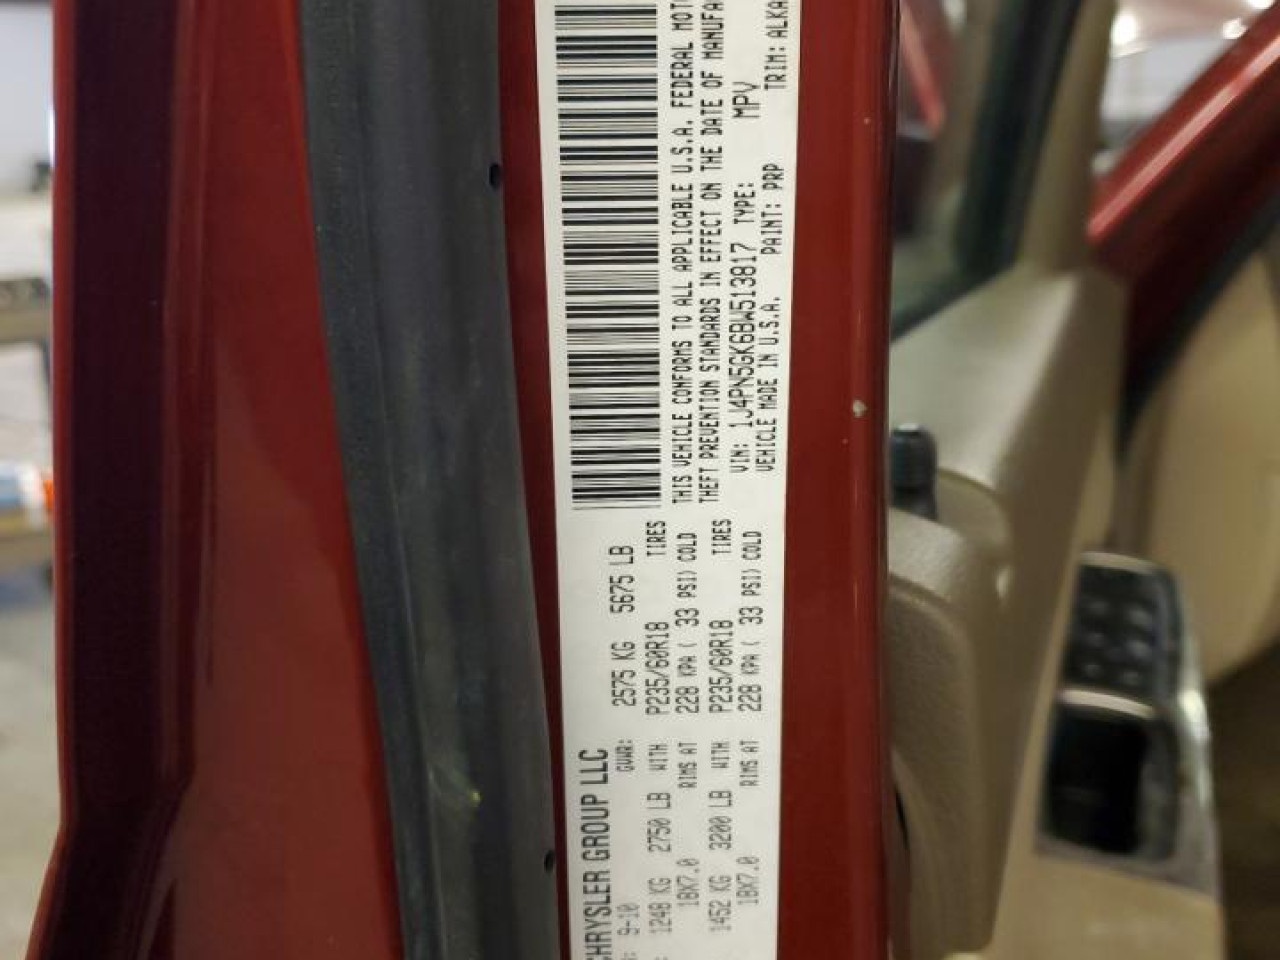 CHRYSLER GROUP LLC
9-10 GVWR: 2575 KG 5675 LB
1248 KG 2750 LB WITH P235/60R18 TIRES
18X7.0 RIMS AT 228 KPA ( 33 PSI) COLD
1452 KG 3200 LB WITH P235/60R18 TIRES
18X7.0 RIMS AT 228 KPA ( 33 PSI) COLD
THIS VEHICLE CONFORMS TO ALL APPLICABLE U.S.A. FEDERAL MOT
THEFT PREVENTION STANDARDS IN EFFECT ON THE DATE OF MANUFA
VIN: 1J4PN5GK6BW513817 TYPE: MPV
VEHICLE MADE IN U.S.A. PAINT: PRP TRIM: ALKA